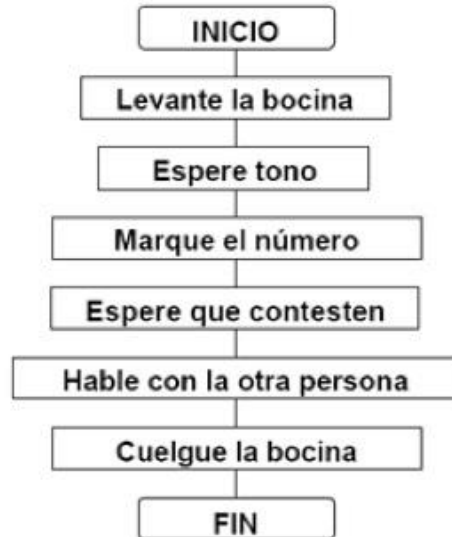 INICIO
Levante la bocina
Espere tono
Marque el número
Espere que contesten
Hable con la otra persona
Cuelgue la bocina
FIN